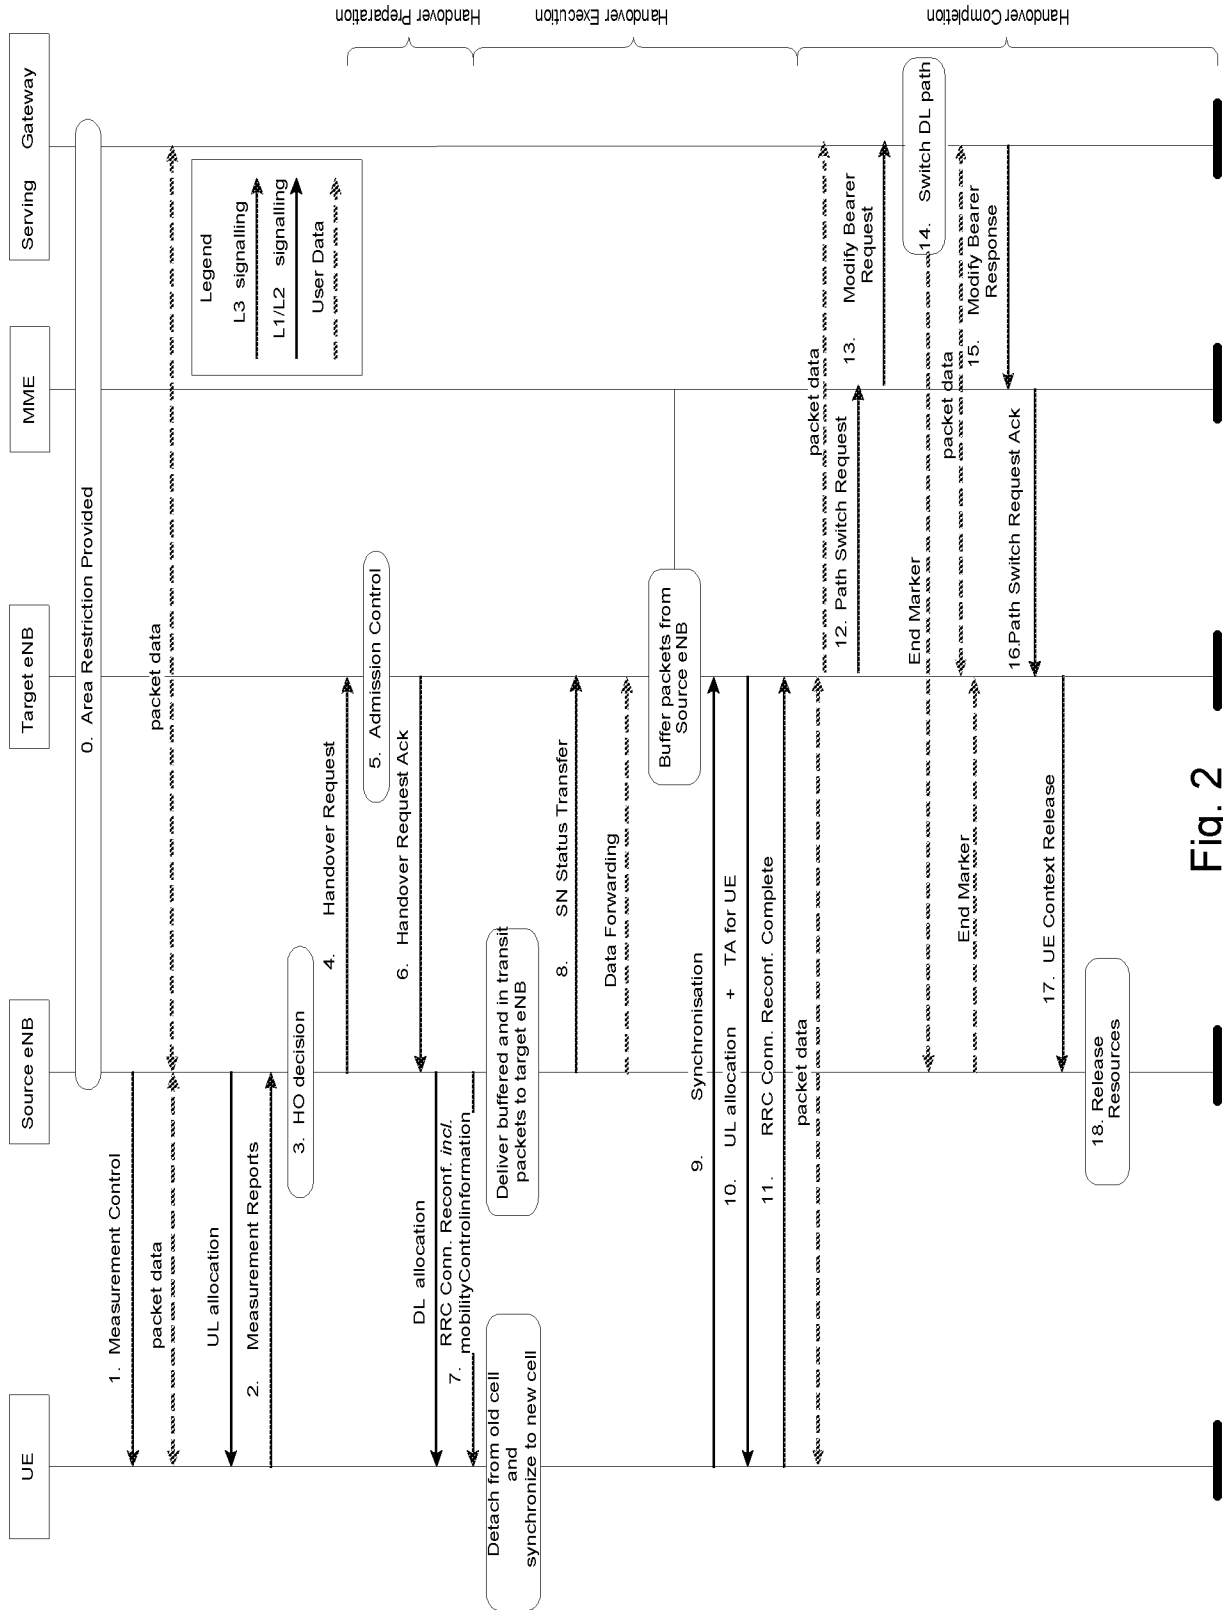 UE
Source eNB
Target eNB
MME
Serving Gateway
0. Area Restriction Provided
1. Measurement Control
packet data
packet data
Legend
L3 signalling
L1/L2 signalling
User Data
UL allocation
2. Measurement Reports
3. HO decision
4. Handover Request
5. Admission Control
6. Handover Request Ack
Handover Preparation
DL allocation
RRC Conn. Reconf. incl.
7. mobilityControlinformation
Detach from old cell
and
synchronize to new cell
Deliver buffered and in transit
packets to target eNB
8. SN Status Transfer
Data Forwarding
Buffer packets from
Source eNB
Handover Execution
9. Synchronisation
10. UL allocation + TA for UE
11. RRC Conn. Reconf. Complete
packet data
packet data
12. Path Switch Request
13. Modify Bearer
Request
14. Switch DL path
End Marker
packet data
End Marker
15. Modify Bearer
Response
16.Path Switch Request Ack
17. UE Context Release
18. Release
Resources
Handover Completion
Fig. 2